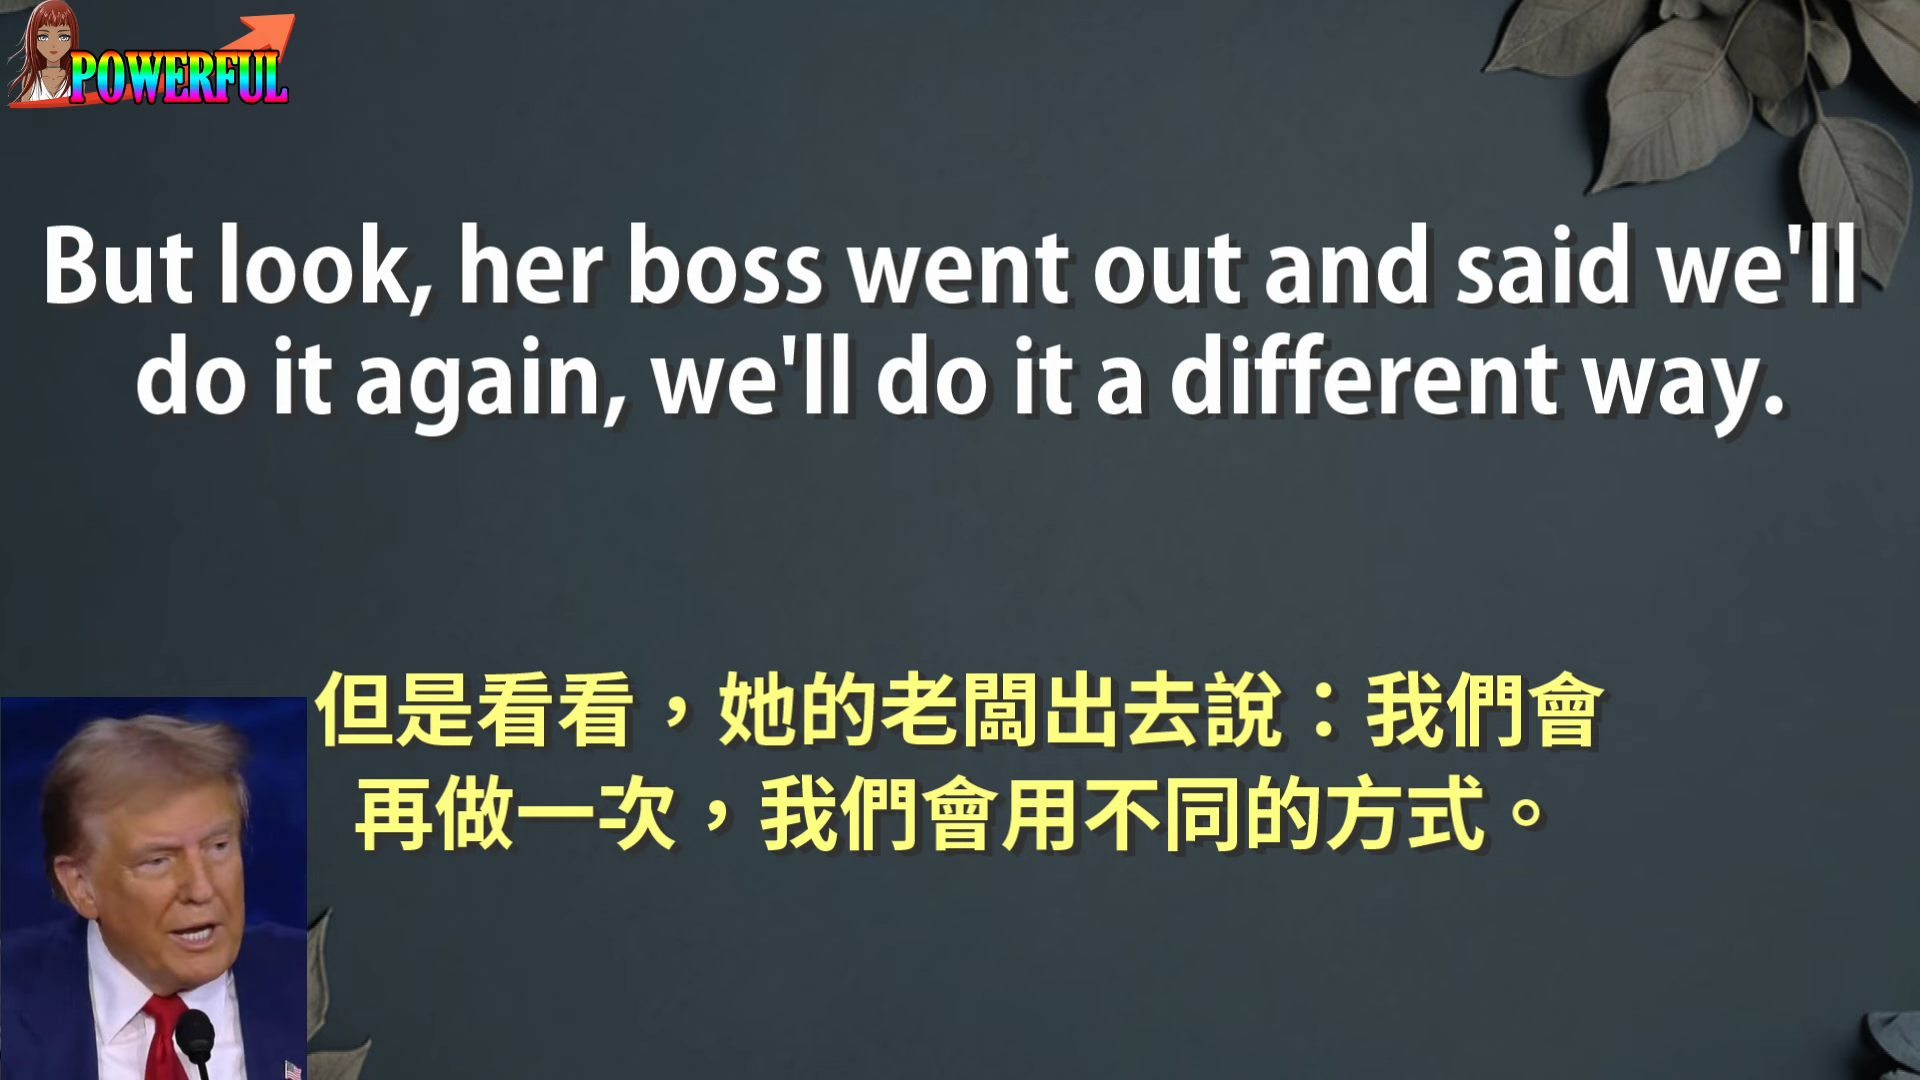 POWERFUL
But look, her boss went out and said we'll
do it again, we'll do it a different way.
但是看看，她的老闆出去說：我們會
再做一次，我們會用不同的方式。